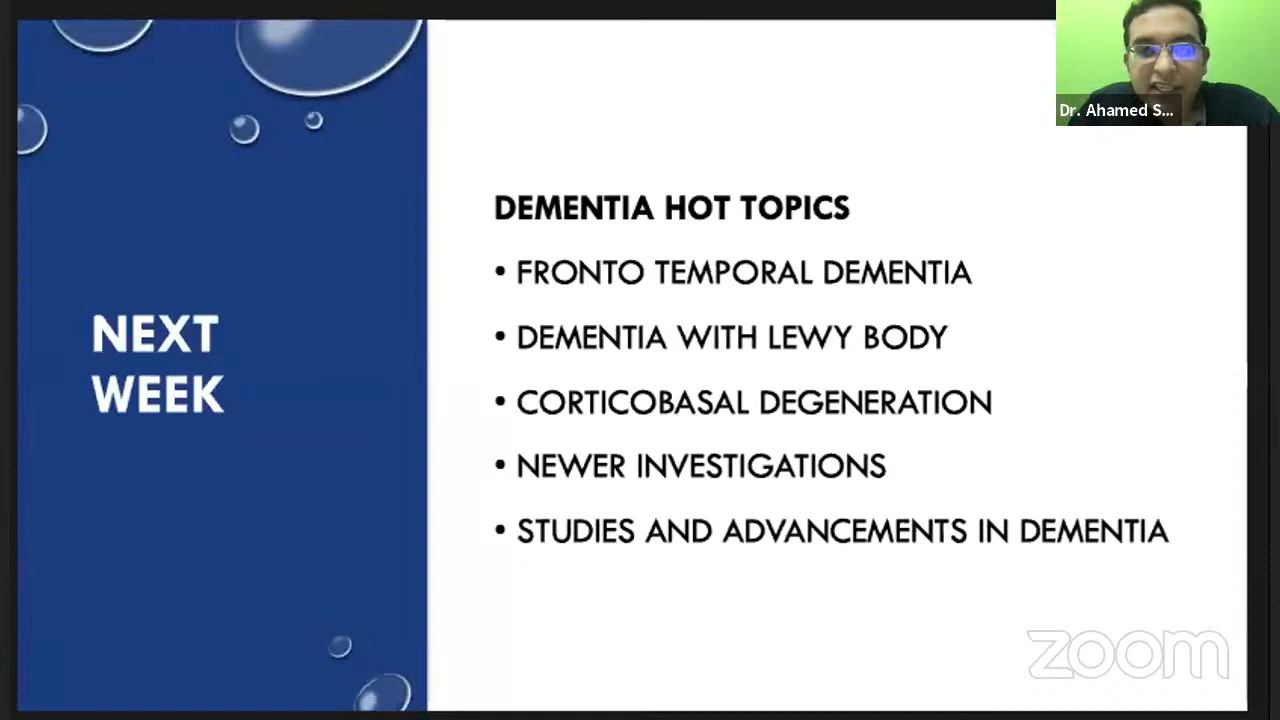 Dr. Ahamed S...
DEMENTIA HOT TOPICS
• FRONTO TEMPORAL DEMENTIA
NEXT
WEEK
• DEMENTIA WITH LEWY BODY
• CORTICOBASAL DEGENERATION
• NEWER INVESTIGATIONS
• STUDIES AND ADVANCEMENTS IN DEMENTIA
zoom